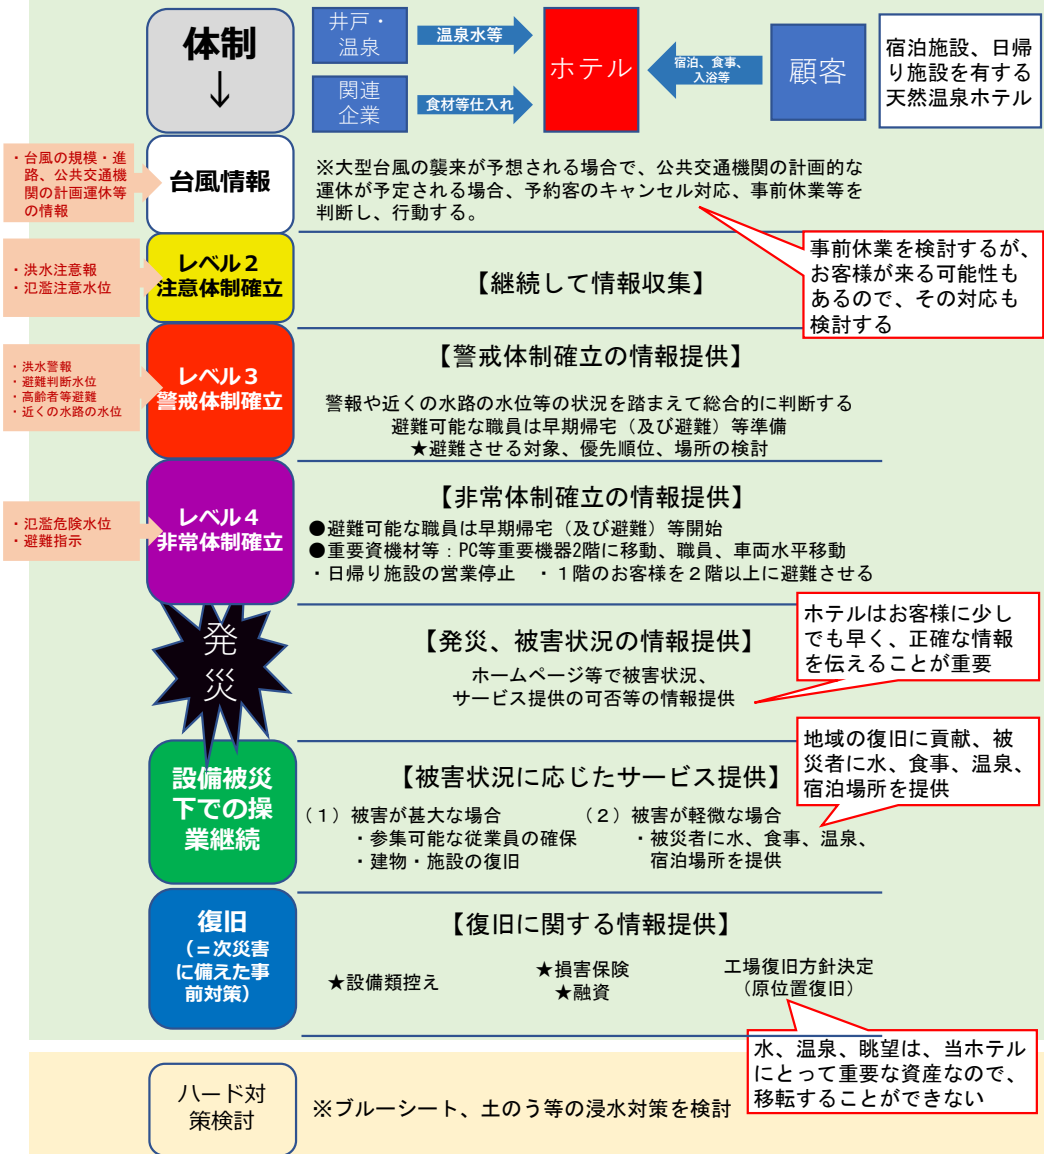 体制
↓
井戸・
温泉
温泉水等
関連
企業
食材等仕入れ
ホテル
宿泊、食事、
入浴等
顧客
宿泊施設、日帰
り施設を有する
天然温泉ホテル
・台風の規模・進
路、公共交通機
関の計画運休等
の情報
台風情報
※大型台風の襲来が予想される場合で、公共交通機関の計画的な
運休が予定される場合、予約客のキャンセル対応、事前休業等を
判断し、行動する。
事前休業を検討するが、
お客様が来る可能性も
あるので、その対応も
検討する
・洪水注意報
・氾濫注意水位
レベル２
注意体制確立
【継続して情報収集】
・洪水警報
・避難判断水位
・高齢者等避難
・近くの水路の水位
レベル３
警戒体制確立
【警戒体制確立の情報提供】
警報や近くの水路の水位等の状況を踏まえて総合的に判断する
避難可能な職員は早期帰宅（及び避難）等準備
★避難させる対象、優先順位、場所の検討
・氾濫危険水位
・避難指示
レベル４
非常体制確立
【非常体制確立の情報提供】
●避難可能な職員は早期帰宅（及び避難）等開始
●重要資機材等：PC等重要機器2階に移動、職員、車両水平移動
・日帰り施設の営業停止　・１階のお客様を２階以上に避難させる
発
災
【発災、被害状況の情報提供】
ホームページ等で被害状況、
サービス提供の可否等の情報提供
ホテルはお客様に少し
でも早く、正確な情報
を伝えることが重要
設備被災
下での操
業継続
【被害状況に応じたサービス提供】
（１）被害が甚大な場合
・参集可能な従業員の確保
・建物・施設の復旧
（２）被害が軽微な場合
・被災者に水、食事、温泉、
宿泊場所を提供
地域の復旧に貢献、被
災者に水、食事、温泉、
宿泊場所を提供
復旧
（＝次災害
に備えた事
前対策）
【復旧に関する情報提供】
★設備類控え
★損害保険
★融資
工場復旧方針決定
（原位置復旧）
水、温泉、眺望は、当ホテル
にとって重要な資産なので、
移転することができない
ハード対
策検討
※ブルーシート、土のう等の浸水対策を検討